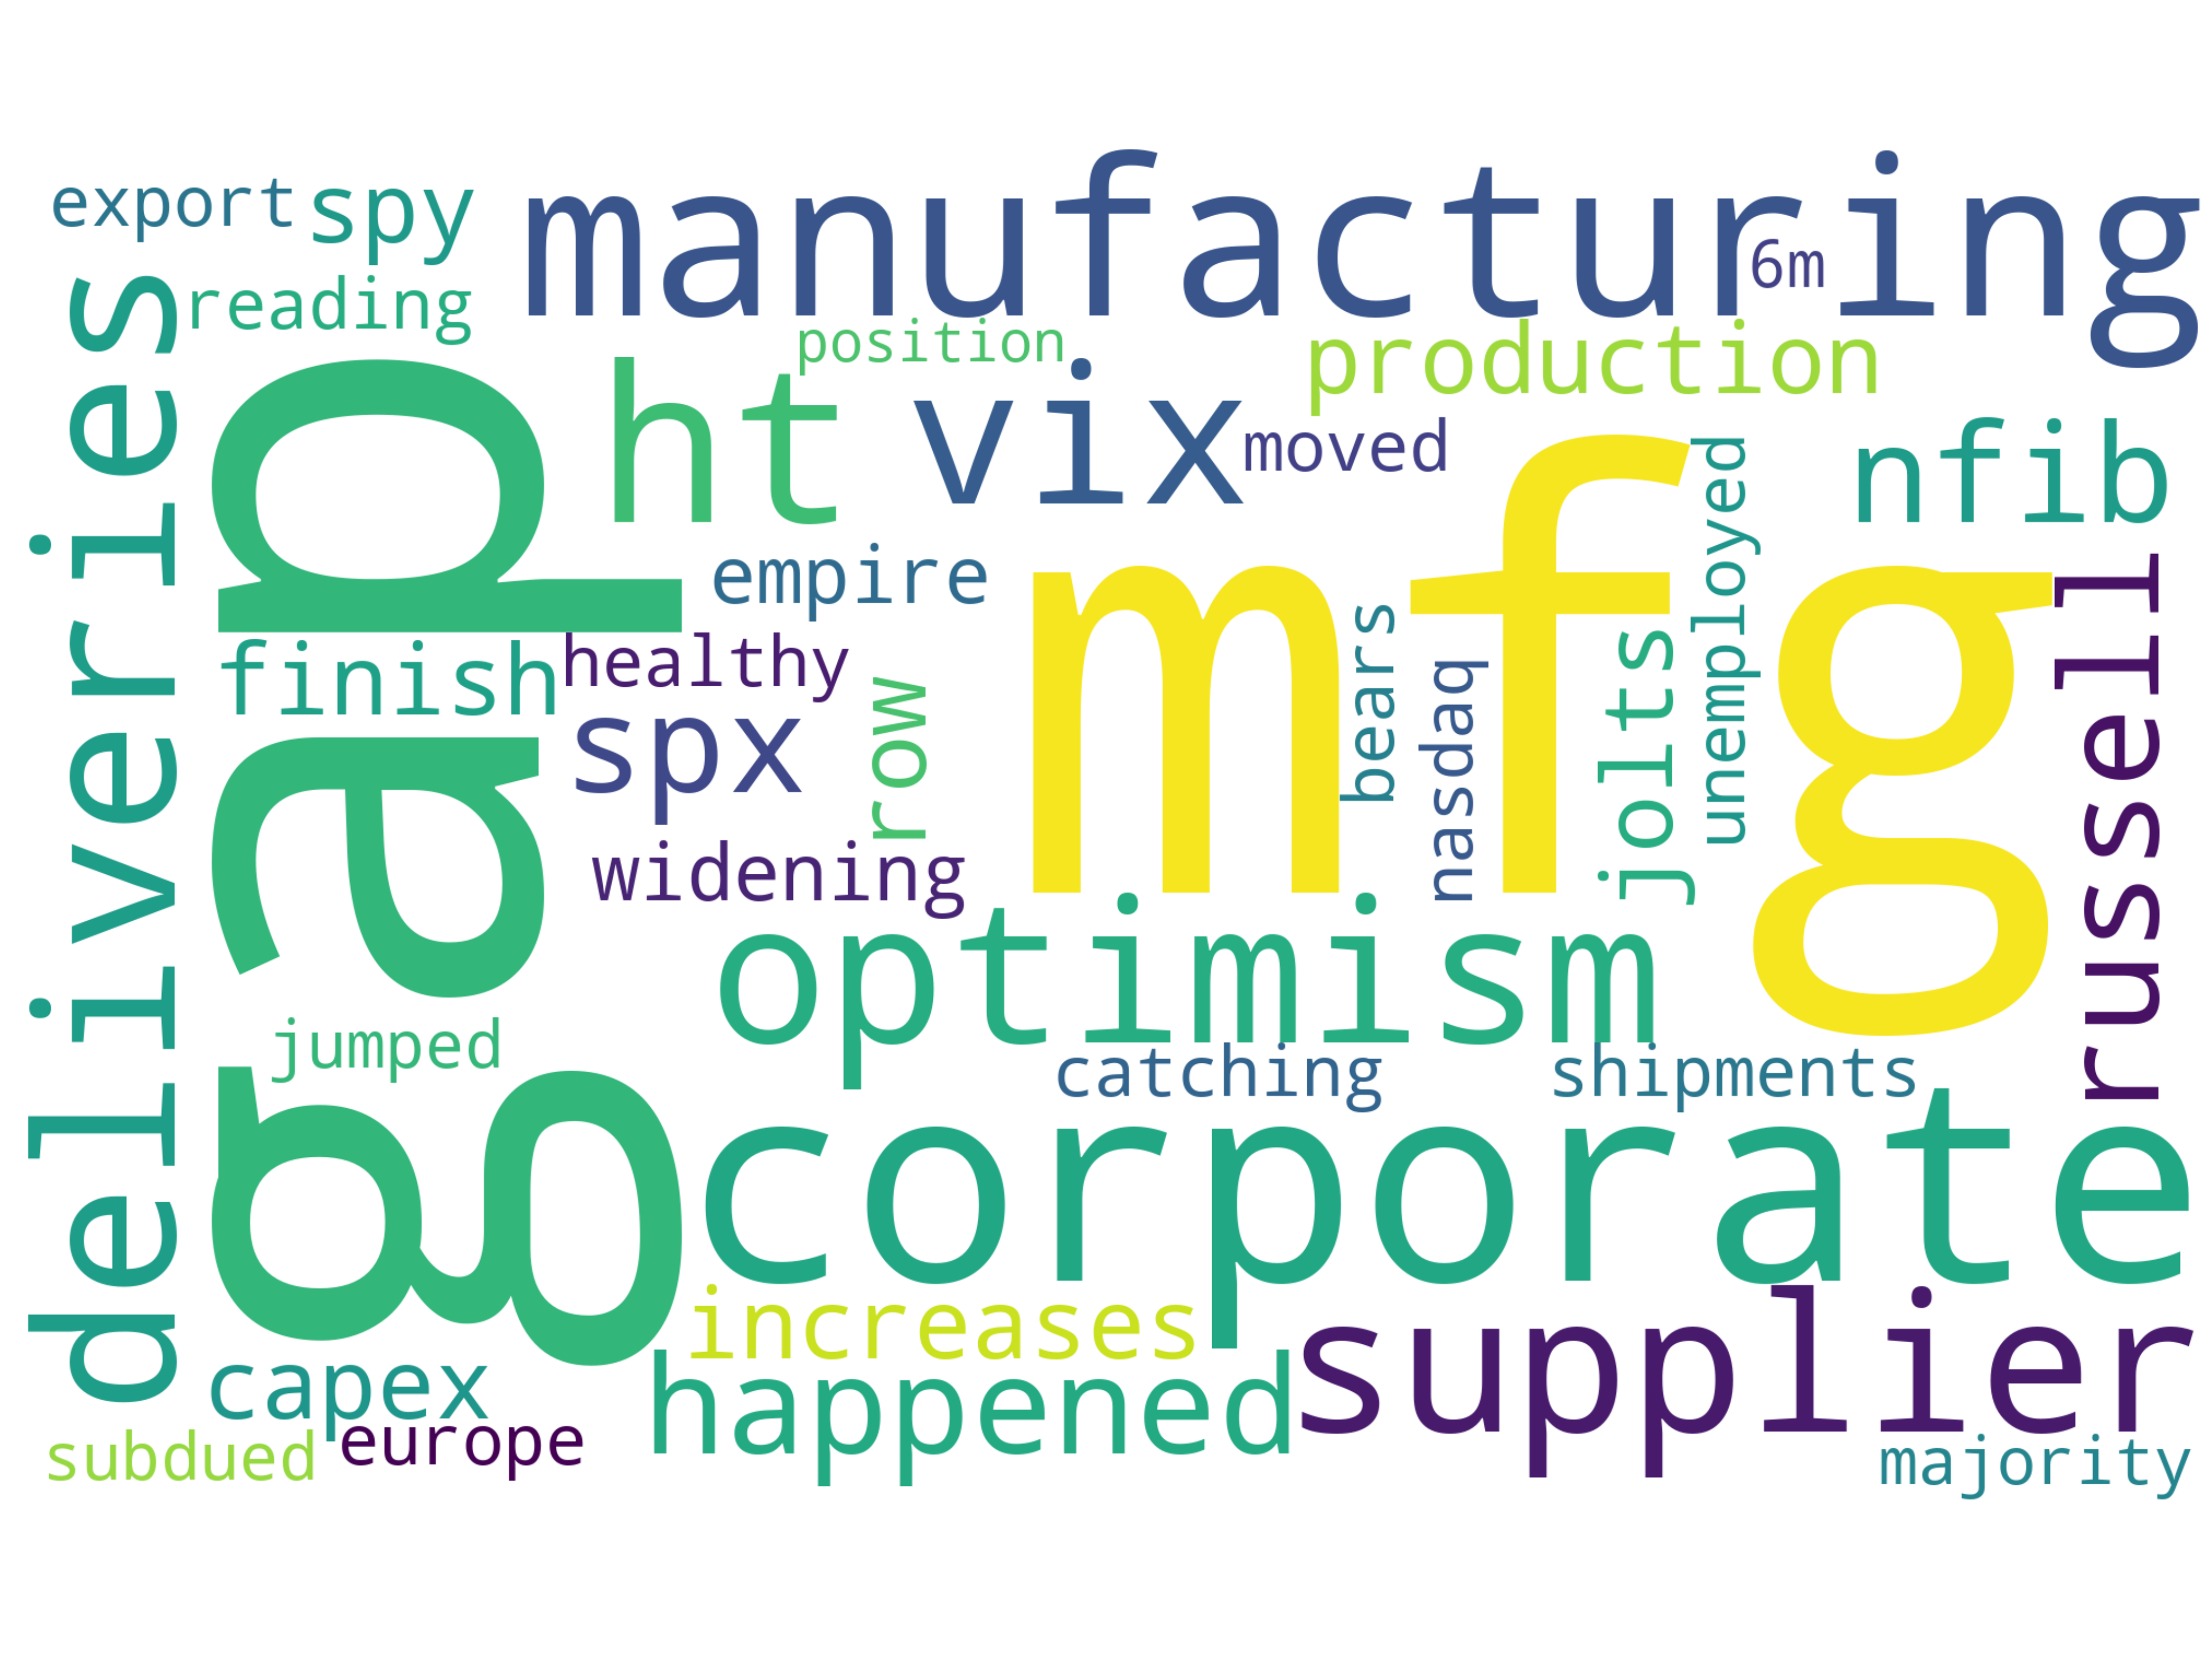 export
spy
manufacturing
6m
reading
position
production
deliveries
gap
ht
vix
moved
nfib
empire
mfg
unemployed
russell
finish
healthy
bears
jolts
nasdaq
spx
row
widening
optimism
jumped
catching
shipments
corporate
increases
supplier
capex
happened
subdued
europe
majority